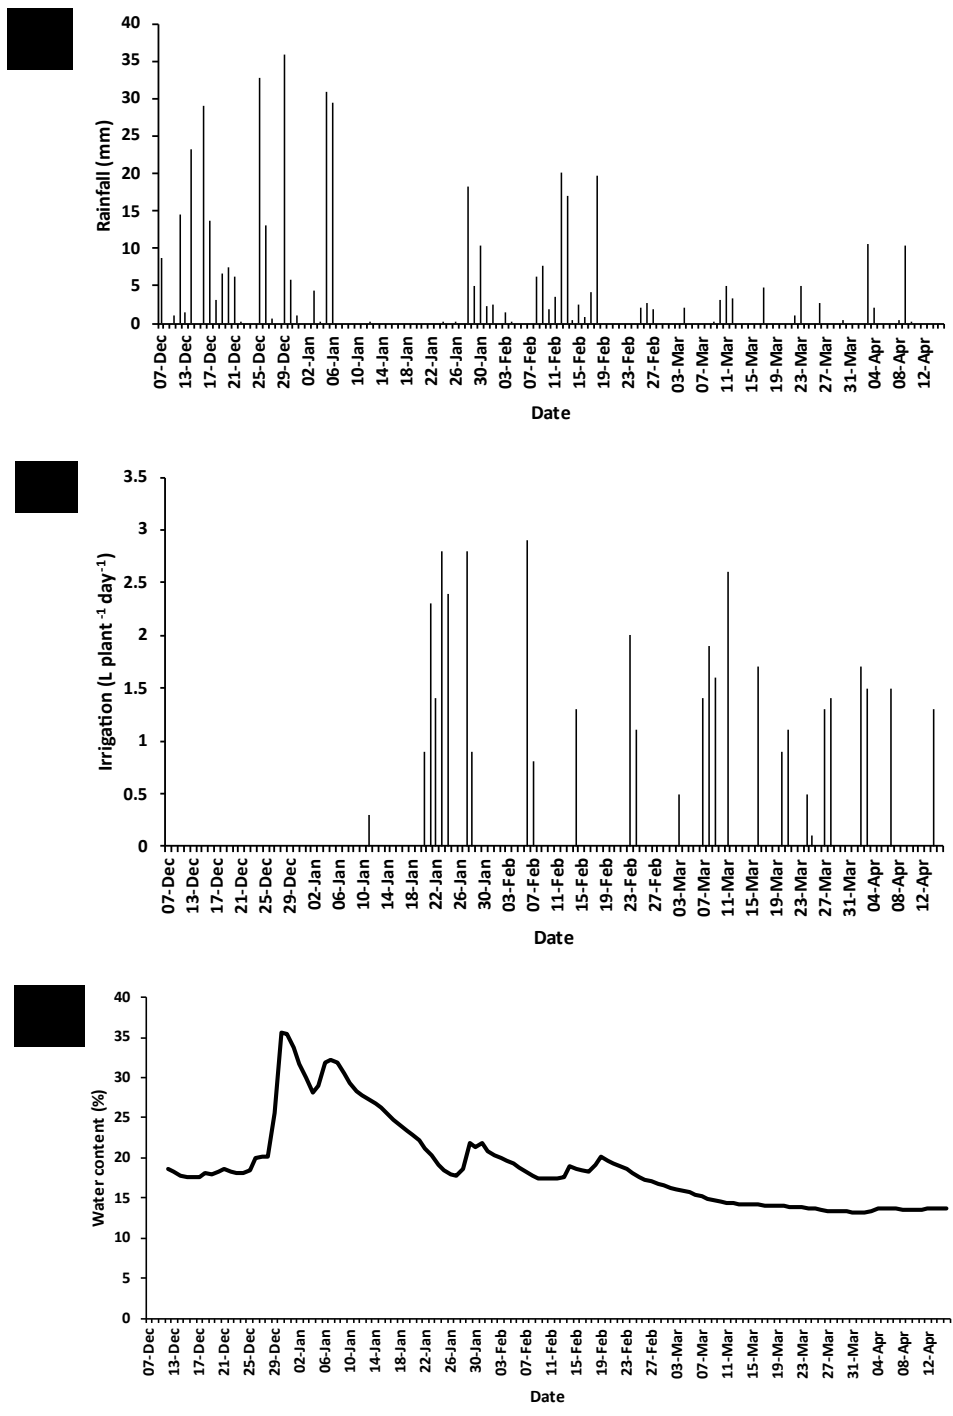 40
35
30
25
20
15
10
5
0
Rainfall (mm)
07-Dec
13-Dec
17-Dec
21-Dec
25-Dec
29-Dec
02-Jan
06-Jan
10-Jan
14-Jan
18-Jan
22-Jan
26-Jan
30-Jan
03-Feb
07-Feb
11-Feb
15-Feb
19-Feb
23-Feb
27-Feb
03-Mar
07-Mar
11-Mar
15-Mar
19-Mar
23-Mar
27-Mar
31-Mar
04-Apr
08-Apr
12-Apr
Date
3.5
3
2.5
2
1.5
1
0.5
0
Irrigation (L plant -1 day-1)
07-Dec
13-Dec
17-Dec
21-Dec
25-Dec
29-Dec
02-Jan
06-Jan
10-Jan
14-Jan
18-Jan
22-Jan
26-Jan
30-Jan
03-Feb
07-Feb
11-Feb
15-Feb
19-Feb
23-Feb
27-Feb
03-Mar
07-Mar
11-Mar
15-Mar
19-Mar
23-Mar
27-Mar
31-Mar
04-Apr
08-Apr
12-Apr
Date
40
35
30
25
20
15
10
5
0
Water content (%)
07-Dec
13-Dec
17-Dec
21-Dec
25-Dec
29-Dec
02-Jan
06-Jan
10-Jan
14-Jan
18-Jan
22-Jan
26-Jan
30-Jan
03-Feb
07-Feb
11-Feb
15-Feb
19-Feb
23-Feb
27-Feb
03-Mar
07-Mar
11-Mar
15-Mar
19-Mar
23-Mar
27-Mar
31-Mar
04-Apr
08-Apr
12-Apr
Date